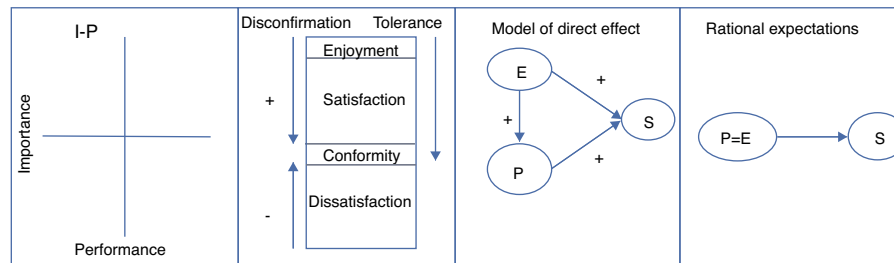 I-P
Importance
Performance
Disconfirmation
Tolerance
Enjoyment
+
Satisfaction
Conformity
-
Dissatisfaction
Model of direct effect
E
+
+
S
P
+
Rational expectations
P=E
S